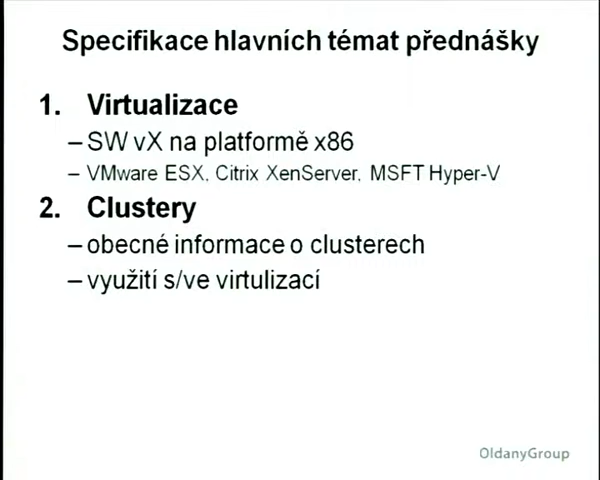 Specifikace hlavních témat přednášky
1. Virtualizace
– SW vX na platformě x86
– VMware ESX, Citrix XenServer, MSFT Hyper-V
2. Clustery
– obecné informace o clusterech
– využití s/ve virtulizací
OldanyGroup